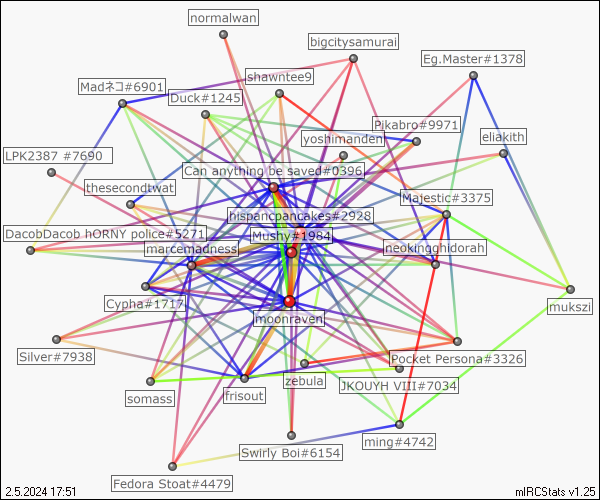 normalwan
bigcitysamurai
Eg.Master#1378
shawntee9
Madネコ#6901
Duck#1245
Pikabro#9971
yoshimanden
eliakith
LPK2387 #7690
Can anything be saved#0396
thesecondtwat
Majestic#3375
hispancpancakes#2928
DacobDacob hORNY police#5271
Mushy#1984
marcemadness
neokingghidorah
Cypha#1717
mukszi
moonraven
Silver#7938
Pocket Persona#3326
zebula
JKOUYH VIII#7034
somass
frisout
ming#4742
Swirly Boi#6154
Fedora Stoat#4479
2.5.2024 17:51
mIRCStats v1.25